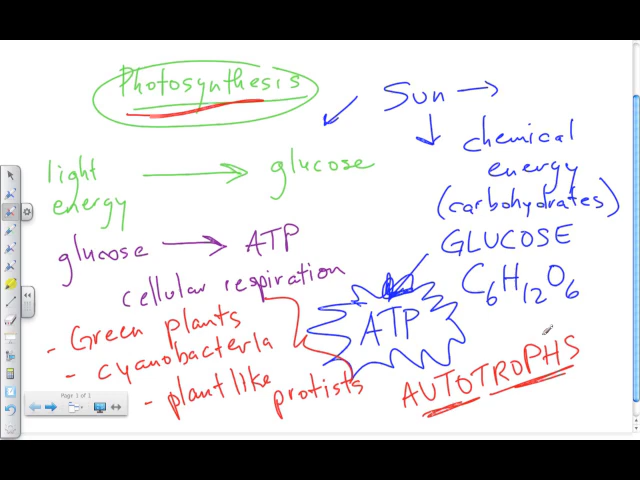 Photosynthesis
Sun
light
energy
glucose
chemical
energy
(carbohydrates)
glucose
ATP
cellular respiration
GLUCOSE
C6H12O6
ATP
- Green plants
- cyanobacteria
- plant like protists
AUTOTROPHS
Page 1 of 1